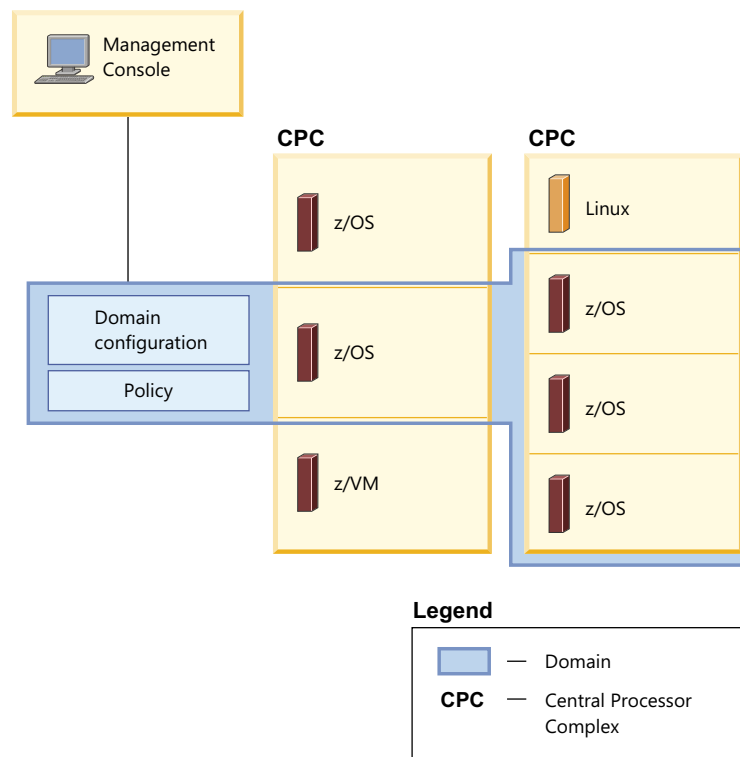 Management
Console
CPC
CPC
z/OS
Linux
Domain
configuration
Policy
z/OS
z/VM
z/OS
z/OS
z/OS
Legend
— Domain
CPC — Central Processor
Complex